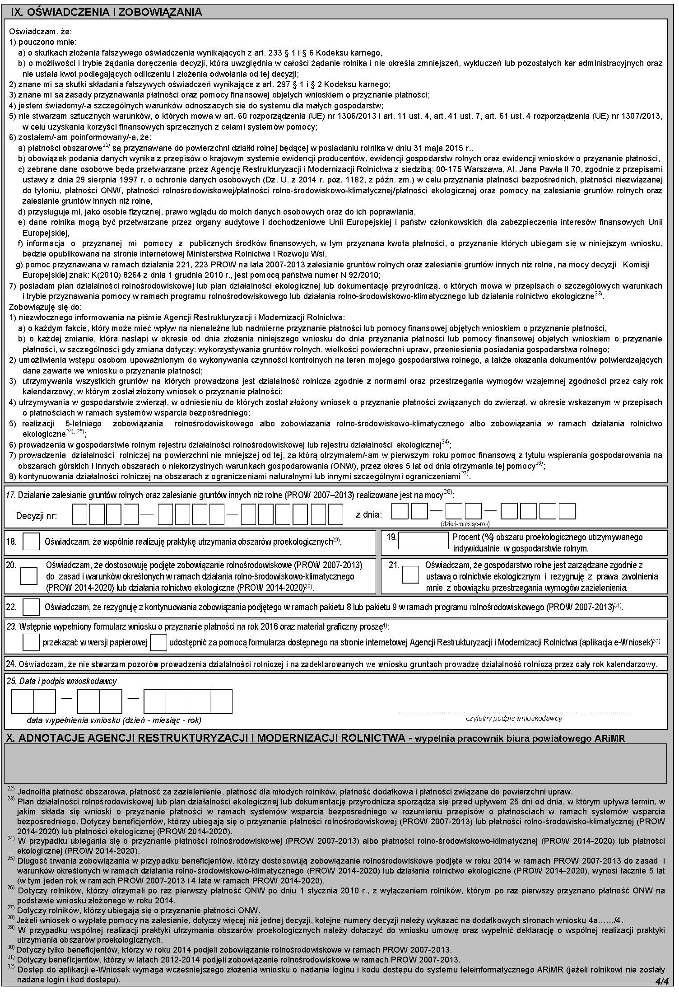 IX. OŚWIADCZENIA I ZOBOWIĄZANIA
Oświadczam, że:
1) pouczono mnie:
a) o skutkach złożenia fałszywego oświadczenia wynikających z art. 233 § 1 i § 6 Kodeksu karnego,
b) o możliwości i trybie żądania doręczenia decyzji, która uwzględnia w całości żądanie rolnika i nie określa zmniejszeń, wykluczeń lub pozostałych kar administracyjnych oraz
nie ustala kwot podlegających odliczeniu i złożenia odwołania od tej decyzji;
2) znane mi są skutki składania fałszywych oświadczeń wynikające z art. 297 § 1 i § 2 Kodeksu karnego;
3) znane mi są zasady przyznawania płatności oraz pomocy finansowej objętych wnioskiem o przyznanie płatności;
4) jestem świadomy/-a szczególnych warunków odnoszących się do systemu dla małych gospodarstw;
5) nie stwarzam sztucznych warunków, o których mowa w art. 60 rozporządzenia (UE) nr 1306/2013 i art. 11 ust. 4, art. 41 ust. 7, art. 61 ust. 4 rozporządzenia (UE) nr 1307/2013,
w celu uzyskania korzyści finansowych sprzecznych z celami systemów pomocy;
6) zostałem/-am poinformowany/-a, że:
a) płatności obszarowe22) są przyznawane do powierzchni działki rolnej będącej w posiadaniu rolnika w dniu 31 maja 2015 r.,
b) obowiązek podania danych wynika z przepisów o krajowym systemie ewidencji producentów, ewidencji gospodarstw rolnych oraz ewidencji wniosków o przyznanie płatności,
c) zebrane dane osobowe będą przetwarzane przez Agencję Restrukturyzacji i Modernizacji Rolnictwa z siedzibą: 00-175 Warszawa, Al. Jana Pawła II 70, zgodnie z przepisami
ustawy z dnia 29 sierpnia 1997 r. o ochronie danych osobowych (Dz. U. z 2014 r. poz. 1182, z późn. zm.) w celu przyznania płatności bezpośrednich, płatności niezwiązanej
do tytoniu, płatności ONW, płatności rolnośrodowiskowej/płatności rolno-środowiskowo-klimatycznej/płatności ekologicznej oraz pomocy na zalesianie gruntów rolnych oraz
zalesianie gruntów innych niż rolne,
d) przysługuje mi, jako osobie fizycznej, prawo wglądu do moich danych osobowych oraz do ich poprawiania,
e) dane rolnika mogą być przetwarzane przez organy audytowe i dochodzeniowe Unii Europejskiej i państw członkowskich dla zabezpieczenia interesów finansowych Unii
Europejskiej,
f) informacja o przyznanej mi pomocy z publicznych środków finansowych, w tym przyznana kwota płatności, o przyznanie których ubiegam się w niniejszym wniosku,
będzie opublikowana na stronie internetowej Ministerstwa Rolnictwa i Rozwoju Wsi,
g) pomoc przyznawana w ramach działania 221, 223 PROW na lata 2007-2013 zalesianie gruntów rolnych oraz zalesianie gruntów innych niż rolne, na mocy decyzji Komisji
Europejskiej znak: K(2010) 8264 z dnia 1 grudnia 2010 r., jest pomocą państwa numer N 92/2010;
7) posiadam plan działalności rolnośrodowiskowej lub plan działalności ekologicznej lub dokumentację przyrodniczą, o których mowa w przepisach o szczegółowych warunkach
i trybie przyznawania pomocy w ramach programu rolnośrodowiskowego lub działania rolno-środowiskowo-klimatycznego lub działania rolnictwo ekologiczne23).
Zobowiązuję się do:
1) niezwłocznego informowania na piśmie Agencji Restrukturyzacji i Modernizacji Rolnictwa:
a) o każdym fakcie, który może mieć wpływ na nienależne lub nadmierne przyznanie płatności lub pomocy finansowej objętych wnioskiem o przyznanie płatności,
b) o każdej zmianie, która nastąpi w okresie od dnia złożenia niniejszego wniosku do dnia przyznania płatności lub pomocy finansowej objętych wnioskiem o przyznanie
płatności, w szczególności gdy zmiana dotyczy: wykorzystywania gruntów rolnych, wielkości powierzchni upraw, przeniesienia posiadania gospodarstwa rolnego;
2) umożliwienia wstępu osobom upoważnionym do wykonywania czynności kontrolnych na teren mojego gospodarstwa rolnego, a także okazania dokumentów potwierdzających
dane zawarte we wniosku o przyznanie płatności;
3) utrzymywania wszystkich gruntów na których prowadzona jest działalność rolnicza zgodnie z normami oraz przestrzegania wymogów wzajemnej zgodności przez cały rok
kalendarzowy, w którym został złożony wniosek o przyznanie płatności;
4) utrzymywania w gospodarstwie zwierząt, w odniesieniu do których został złożony wniosek o przyznanie płatności związanych do zwierząt, w okresie wskazanym w przepisach
o płatnościach w ramach systemów wsparcia bezpośredniego;
5) realizacji 5-letniego zobowiązania rolnośrodowiskowego albo zobowiązania rolno-środowiskowo-klimatycznego albo zobowiązania w ramach działania rolnictwo
ekologiczne24), 25);
6) prowadzenia w gospodarstwie rolnym rejestru działalności rolnośrodowiskowej lub rejestru działalności ekologicznej24);
7) prowadzenia działalności rolniczej na powierzchni nie mniejszej od tej, za którą otrzymałem/-am w pierwszym roku pomoc finansową z tytułu wspierania gospodarowania na
obszarach górskich i innych obszarach o niekorzystnych warunkach gospodarowania (ONW), przez okres 5 lat od dnia otrzymania tej pomocy26);
8) kontynuowania działalności rolniczej na obszarach z ograniczeniami naturalnymi lub innymi szczególnymi ograniczeniami27).
17. Działanie zalesianie gruntów rolnych oraz zalesianie gruntów innych niż rolne (PROW 2007–2013) realizowane jest na mocy28):
Decyzji nr: — — z dnia: — —
(dzień-miesiąc-rok)
18. Oświadczam, że wspólnie realizuję praktykę utrzymania obszarów proekologicznych29).
19. Procent (%) obszaru proekologicznego utrzymywanego
indywidualnie w gospodarstwie rolnym.
20. Oświadczam, że dostosowuję podjęte zobowiązanie rolnośrodowiskowe (PROW 2007-2013)
do zasad i warunków określonych w ramach działania rolno-środowiskowo-klimatycznego
(PROW 2014-2020) lub działania rolnictwo ekologiczne (PROW 2014-2020)30).
21. Oświadczam, że gospodarstwo rolne jest zarządzane zgodnie z
ustawą o rolnictwie ekologicznym i rezygnuję z prawa zwolnienia
mnie z obowiązku przestrzegania wymogów zazielenienia.
22. Oświadczam, że rezygnuję z kontynuowania zobowiązania podjętego w ramach pakietu 8 lub pakietu 9 w ramach programu rolnośrodowiskowego (PROW 2007-2013)31).
23. Wstępnie wypełniony formularz wniosku o przyznanie płatności na rok 2016 oraz materiał graficzny proszę1):
przekazać w wersji papierowej udostępnić za pomocą formularza dostępnego na stronie internetowej Agencji Restrukturyzacji i Modernizacji Rolnictwa (aplikacja e-Wniosek)32)
24. Oświadczam, że nie stwarzam pozorów prowadzenia działalności rolniczej i na zadeklarowanych we wniosku gruntach prowadzę działalność rolniczą przez cały rok kalendarzowy.
25. Data i podpis wnioskodawcy
— —
data wypełnienia wniosku (dzień - miesiąc - rok)
czytelny podpis wnioskodawcy
X. ADNOTACJE AGENCJI RESTRUKTURYZACJI I MODERNIZACJI ROLNICTWA - wypełnia pracownik biura powiatowego ARiMR
22) Jednolita płatność obszarowa, płatność za zazielenienie, płatność dla młodych rolników, płatność dodatkowa i płatności związane do powierzchni upraw.
23) Plan działalności rolnośrodowiskowej lub plan działalności ekologicznej lub dokumentację przyrodniczą sporządza się przed upływem 25 dni od dnia, w którym upływa termin, w
jakim składa się wnioski o przyznanie płatności w ramach systemów wsparcia bezpośredniego w rozumieniu przepisów o płatnościach w ramach systemów wsparcia
bezpośredniego. Dotyczy beneficjentów, którzy ubiegają się o przyznanie płatności rolnośrodowiskowej (PROW 2007-2013) lub płatności rolno-środowisko-klimatycznej (PROW
2014-2020) lub płatności ekologicznej (PROW 2014-2020).
24) W przypadku ubiegania się o przyznanie płatności rolnośrodowiskowej (PROW 2007-2013) albo płatności rolno-środowiskowo-klimatycznej (PROW 2014-2020) lub płatności
ekologicznej (PROW 2014-2020).
25) Długość trwania zobowiązania w przypadku beneficjentów, którzy dostosowują zobowiązanie rolnośrodowiskowe podjęte w roku 2014 w ramach PROW 2007-2013 do zasad i
warunków określonych w ramach działania rolno-środowiskowo-klimatycznego (PROW 2014-2020) lub działania rolnictwo ekologiczne (PROW 2014-2020), wynosi łącznie 5 lat
(w tym jeden rok w ramach PROW 2007-2013 i 4 lata w ramach PROW 2014-2020).
26) Dotyczy rolników, którzy otrzymali po raz pierwszy płatność ONW po dniu 1 stycznia 2010 r., z wyłączeniem rolników, którym po raz pierwszy przyznano płatność ONW na
podstawie wniosku złożonego w roku 2014.
27) Dotyczy rolników, którzy ubiegają się o przyznanie płatności ONW.
28) Jeżeli wniosek o wypłatę pomocy na zalesianie, dotyczy więcej niż jednej decyzji, kolejne numery decyzji należy wykazać na dodatkowych stronach wniosku 4a……/4.
29) W przypadku wspólnej realizacji praktyki utrzymania obszarów proekologicznych należy dołączyć do wniosku umowę oraz wypełnić deklarację o wspólnej realizacji praktyki
utrzymania obszarów proekologicznych.
30) Dotyczy tylko beneficjentów, którzy w roku 2014 podjęli zobowiązanie rolnośrodowiskowe w ramach PROW 2007-2013.
31) Dotyczy beneficjentów, którzy w latach 2012-2014 podjęli zobowiązanie rolnośrodowiskowe w ramach PROW 2007-2013.
32) Dostęp do aplikacji e-Wniosek wymaga wcześniejszego złożenia wniosku o nadanie loginu i kodu dostępu do systemu teleinformatycznego ARiMR (jeżeli rolnikowi nie zostały
nadane login i kod dostępu).
4/4